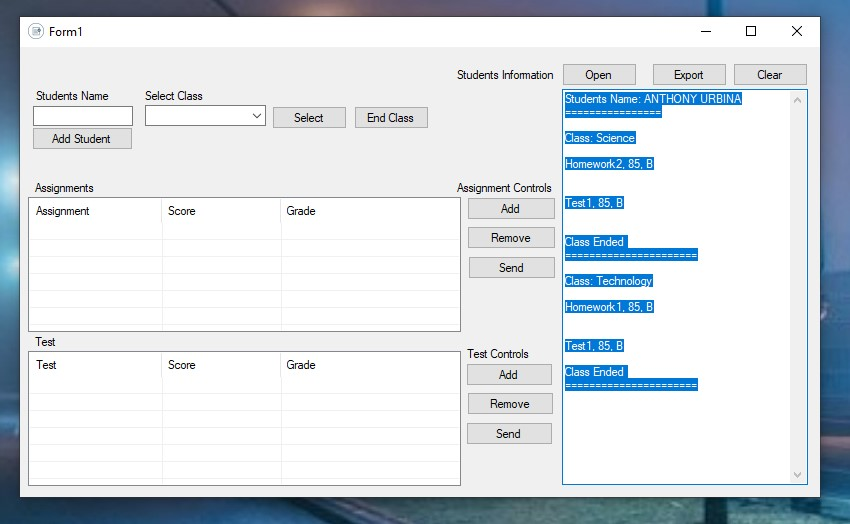 Form1
Students Information
Open
Export
Clear
Students Name
Select Class
Select
End Class
Add Student
Students Name: ANTHONY URBINA
================
Class: Science
Homework2, 85, B
Test1, 85, B
Class Ended
======================
Class: Technology
Homework1, 85, B
Test1, 85, B
Class Ended
======================
Assignments
Assignment Score Grade
Assignment Controls
Add
Remove
Send
Test
Test Score Grade
Test Controls
Add
Remove
Send